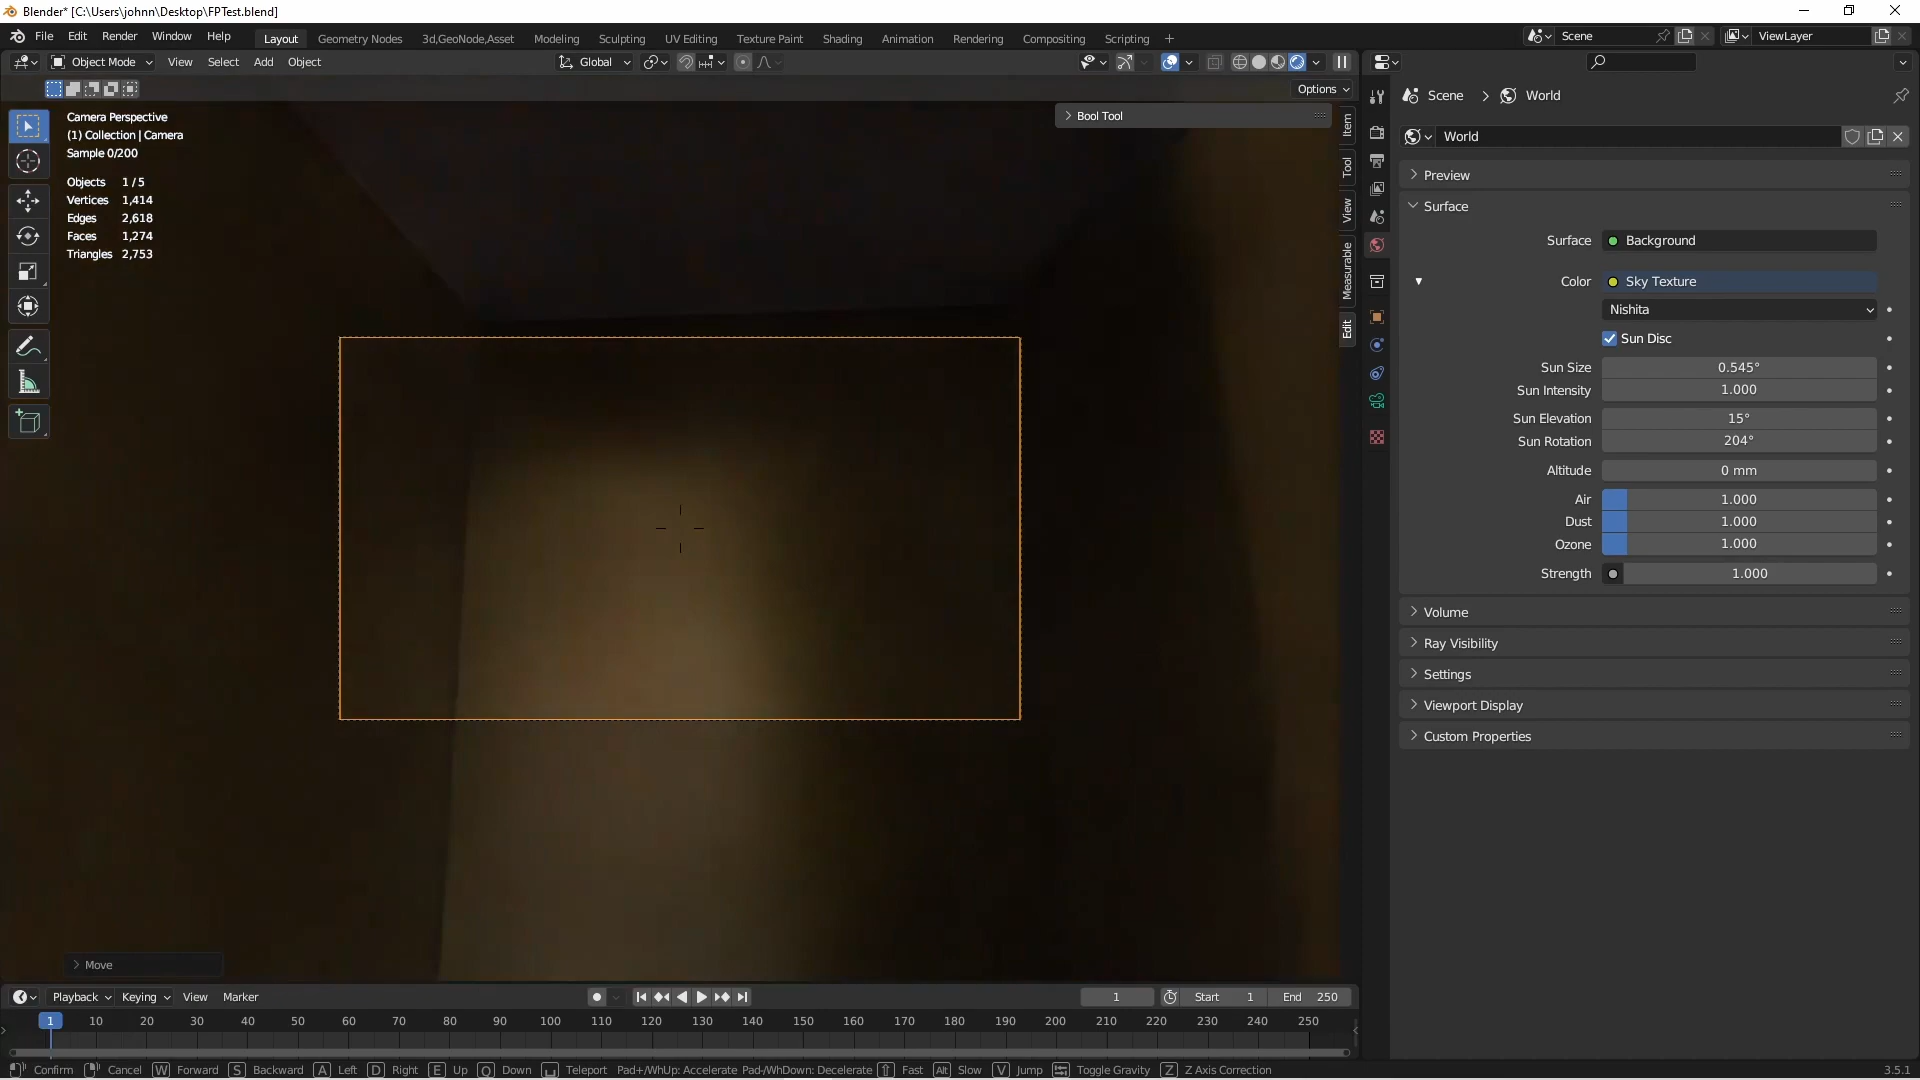 Blender* [C:\Users\johnn\Desktop\FPTest.blend]
File Edit Render Window Help Layout Geometry Nodes 3d,GeoNode,Asset Modeling Sculpting UV Editing Texture Paint Shading Animation Rendering Compositing Scripting + Scene ViewLayer
Object Mode View Select Add Object Global
Options
Camera Perspective
(1) Collection | Camera
Sample 0/200
Objects 1 / 5
Vertices 1,414
Edges 2,618
Faces 1,274
Triangles 2,753
Bool Tool
Item
Tool
View
Measurable
Edit
Move
Scene > World
World
Preview
Surface
Surface Background
Color Sky Texture
Nishita
Sun Disc
Sun Size 0.545°
Sun Intensity 1.000
Sun Elevation 15°
Sun Rotation 204°
Altitude 0 mm
Air 1.000
Dust 1.000
Ozone 1.000
Strength 1.000
Volume
Ray Visibility
Settings
Viewport Display
Custom Properties
Playback Keying View Marker 1 Start 1 End 250
1 10 20 30 40 50 60 70 80 90 100 110 120 130 140 150 160 170 180 190 200 210 220 230 240 250
Confirm Cancel W Forward S Backward A Left D Right E Up Q Down Teleport Pad+/WhUp: Accelerate Pad-/WhDown: Decelerate Fast Alt Slow V Jump Toggle Gravity Z Z Axis Correction 3.5.1